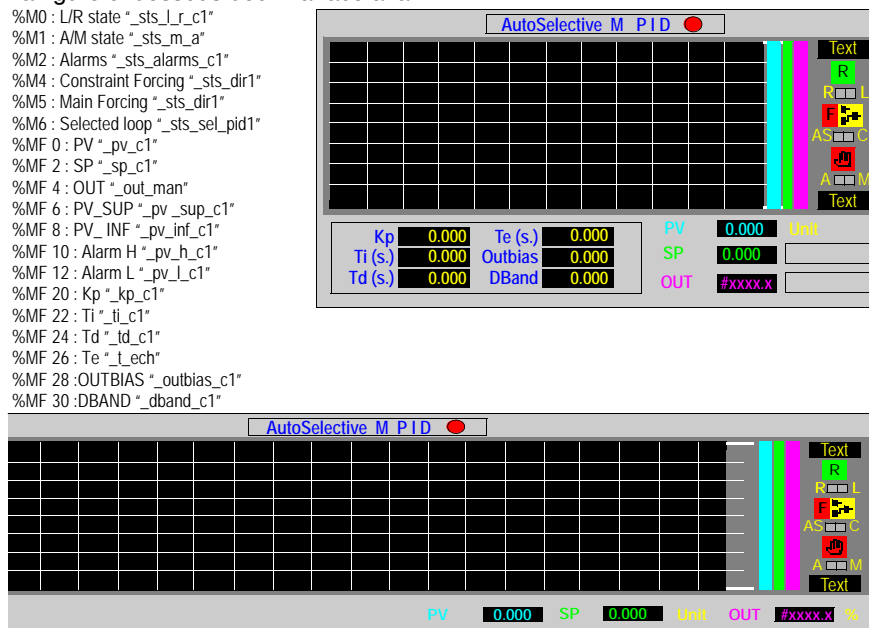 %M0 : L/R state “_sts_l_r_c1”
%M1 : A/M state “_sts_m_a”
%M2 : Alarms “_sts_alarms_c1”
%M4 : Constraint Forcing “_sts_dir1”
%M5 : Main Forcing “_sts_dir1”
%M6 : Selected loop “_sts_sel_pid1”
%MF 0 : PV “_pv_c1”
%MF 2 : SP “_sp_c1”
%MF 4 : OUT “_out_man”
%MF 6 : PV_SUP “_pv _sup_c1”
%MF 8 : PV_ INF “_pv_inf_c1”
%MF 10 : Alarm H “_pv_h_c1”
%MF 12 : Alarm L “_pv_l_c1”
%MF 20 : Kp “_kp_c1”
%MF 22 : Ti “_ti_c1”
%MF 24 : Td “_td_c1”
%MF 26 : Te “_t_ech”
%MF 28 :OUTBIAS “_outbias_c1”
%MF 30 :DBAND “_dband_c1”
AutoSelective M PID
Text
R
R L
F
AS C
A M
Text
Kp 0.000 Te (s.) 0.000
Ti (s.) 0.000 Outbias 0.000
Td (s.) 0.000 DBand 0.000
PV 0.000 Unit
SP 0.000
OUT #xxxx.x
AutoSelective M PID
Text
R
R L
F
AS C
A M
Text
PV 0.000 SP 0.000 Unit OUT #xxxx.x %